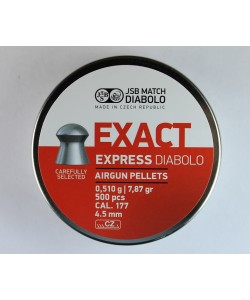 JSB MATCH
DIABOLO
MADE IN CZECH REPUBLIC
EXACT
EXPRESS DIABOLO
CAREFULLY
SELECTED
AIRGUN PELLETS
0,510 g | 7,87 gr
500 pcs
CAL. 177
4.5 mm
CZ